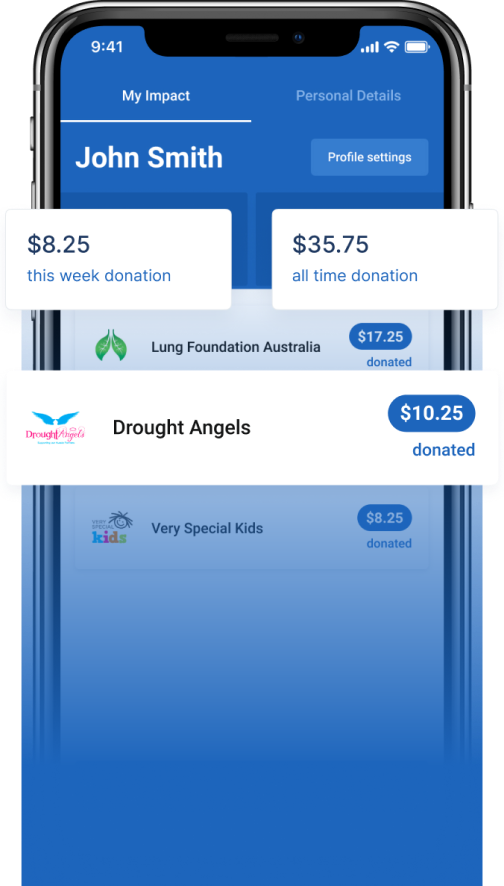 9:41
My Impact
Personal Details
John Smith
Profile settings
$8.25
this week donation
$35.75
all time donation
Lung Foundation Australia
$17.25
donated
Drought Angels
Drought Angels
$10.25
donated
VERY
SPECIAL
kids
Very Special Kids
$8.25
donated